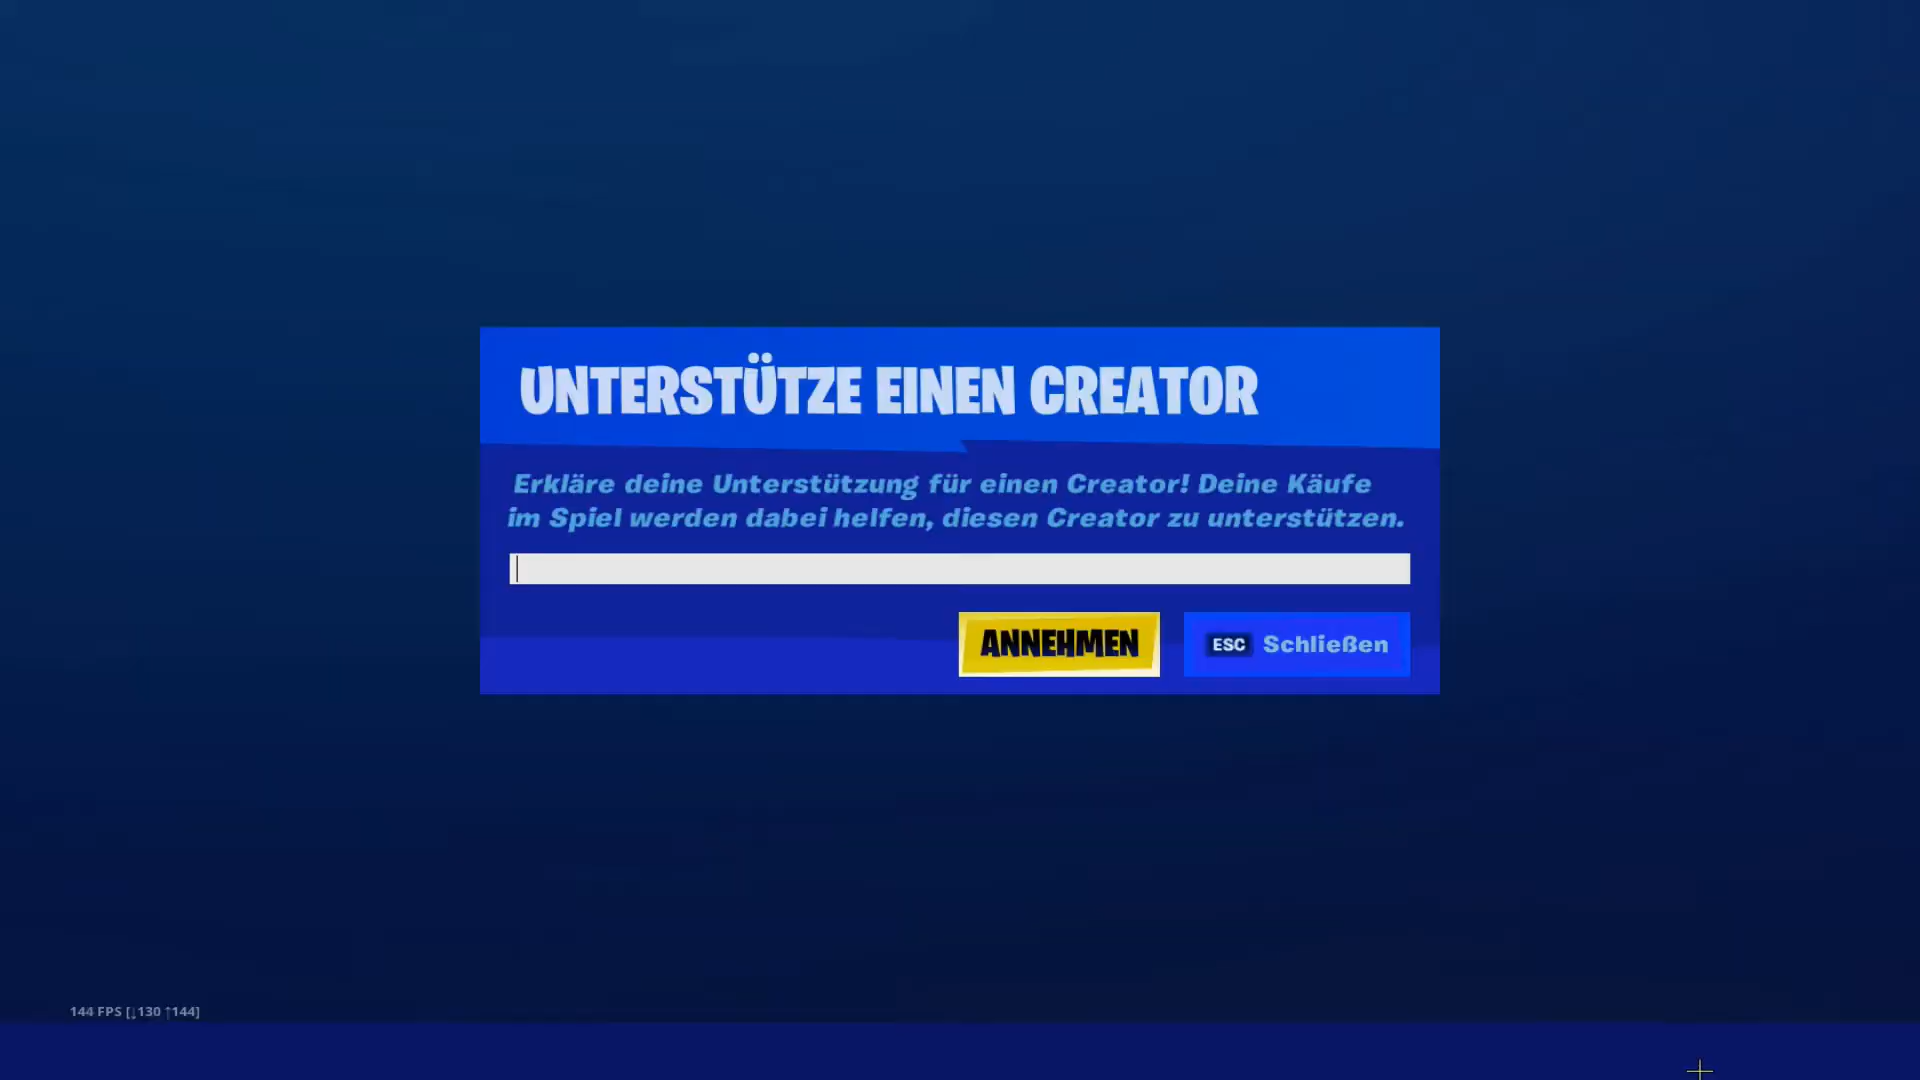 UNTERSTÜTZE EINEN CREATOR
Erkläre deine Unterstützung für einen Creator! Deine Käufe
im Spiel werden dabei helfen, diesen Creator zu unterstützen.
ANNEHMEN
ESC Schließen
144 FPS [↓130 ↑144]